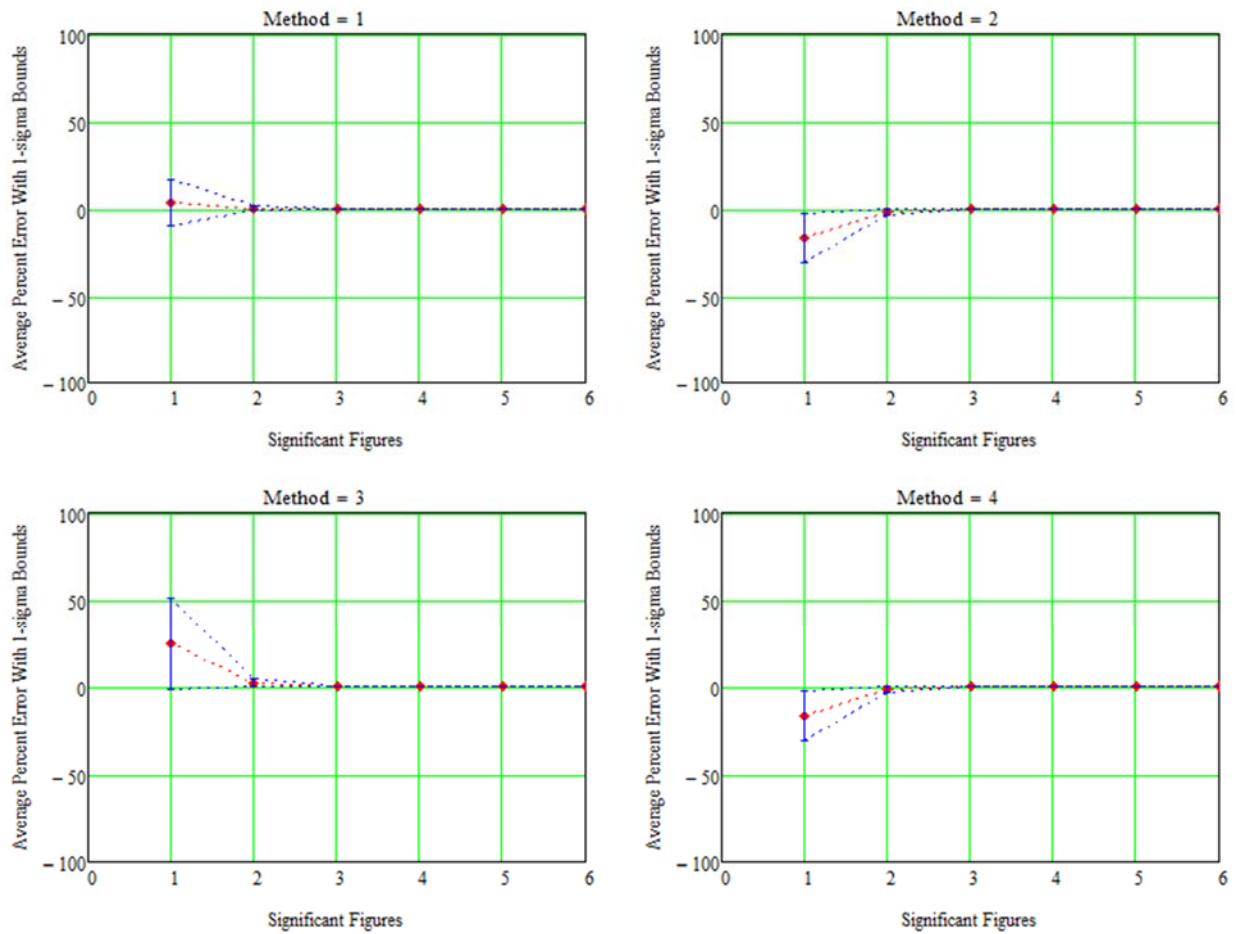 Method = 1
Average Percent Error With 1-sigma Bounds
100
50
0
− 50
− 100
0 1 2 3 4 5 6
Significant Figures
Method = 2
Average Percent Error With 1-sigma Bounds
100
50
0
− 50
− 100
0 1 2 3 4 5 6
Significant Figures
Method = 3
Average Percent Error With 1-sigma Bounds
100
50
0
− 50
− 100
0 1 2 3 4 5 6
Significant Figures
Method = 4
Average Percent Error With 1-sigma Bounds
100
50
0
− 50
− 100
0 1 2 3 4 5 6
Significant Figures